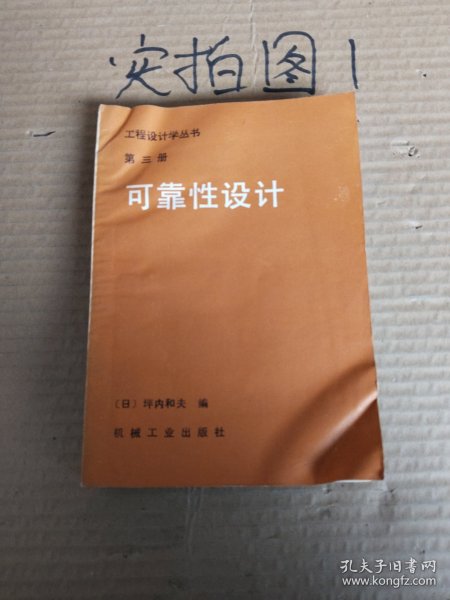 实拍图1
工程设计学丛书
第三册
可靠性设计
〔日〕坪内和夫 编
机械工业出版社
孔夫子旧书网
www.kongfz.com